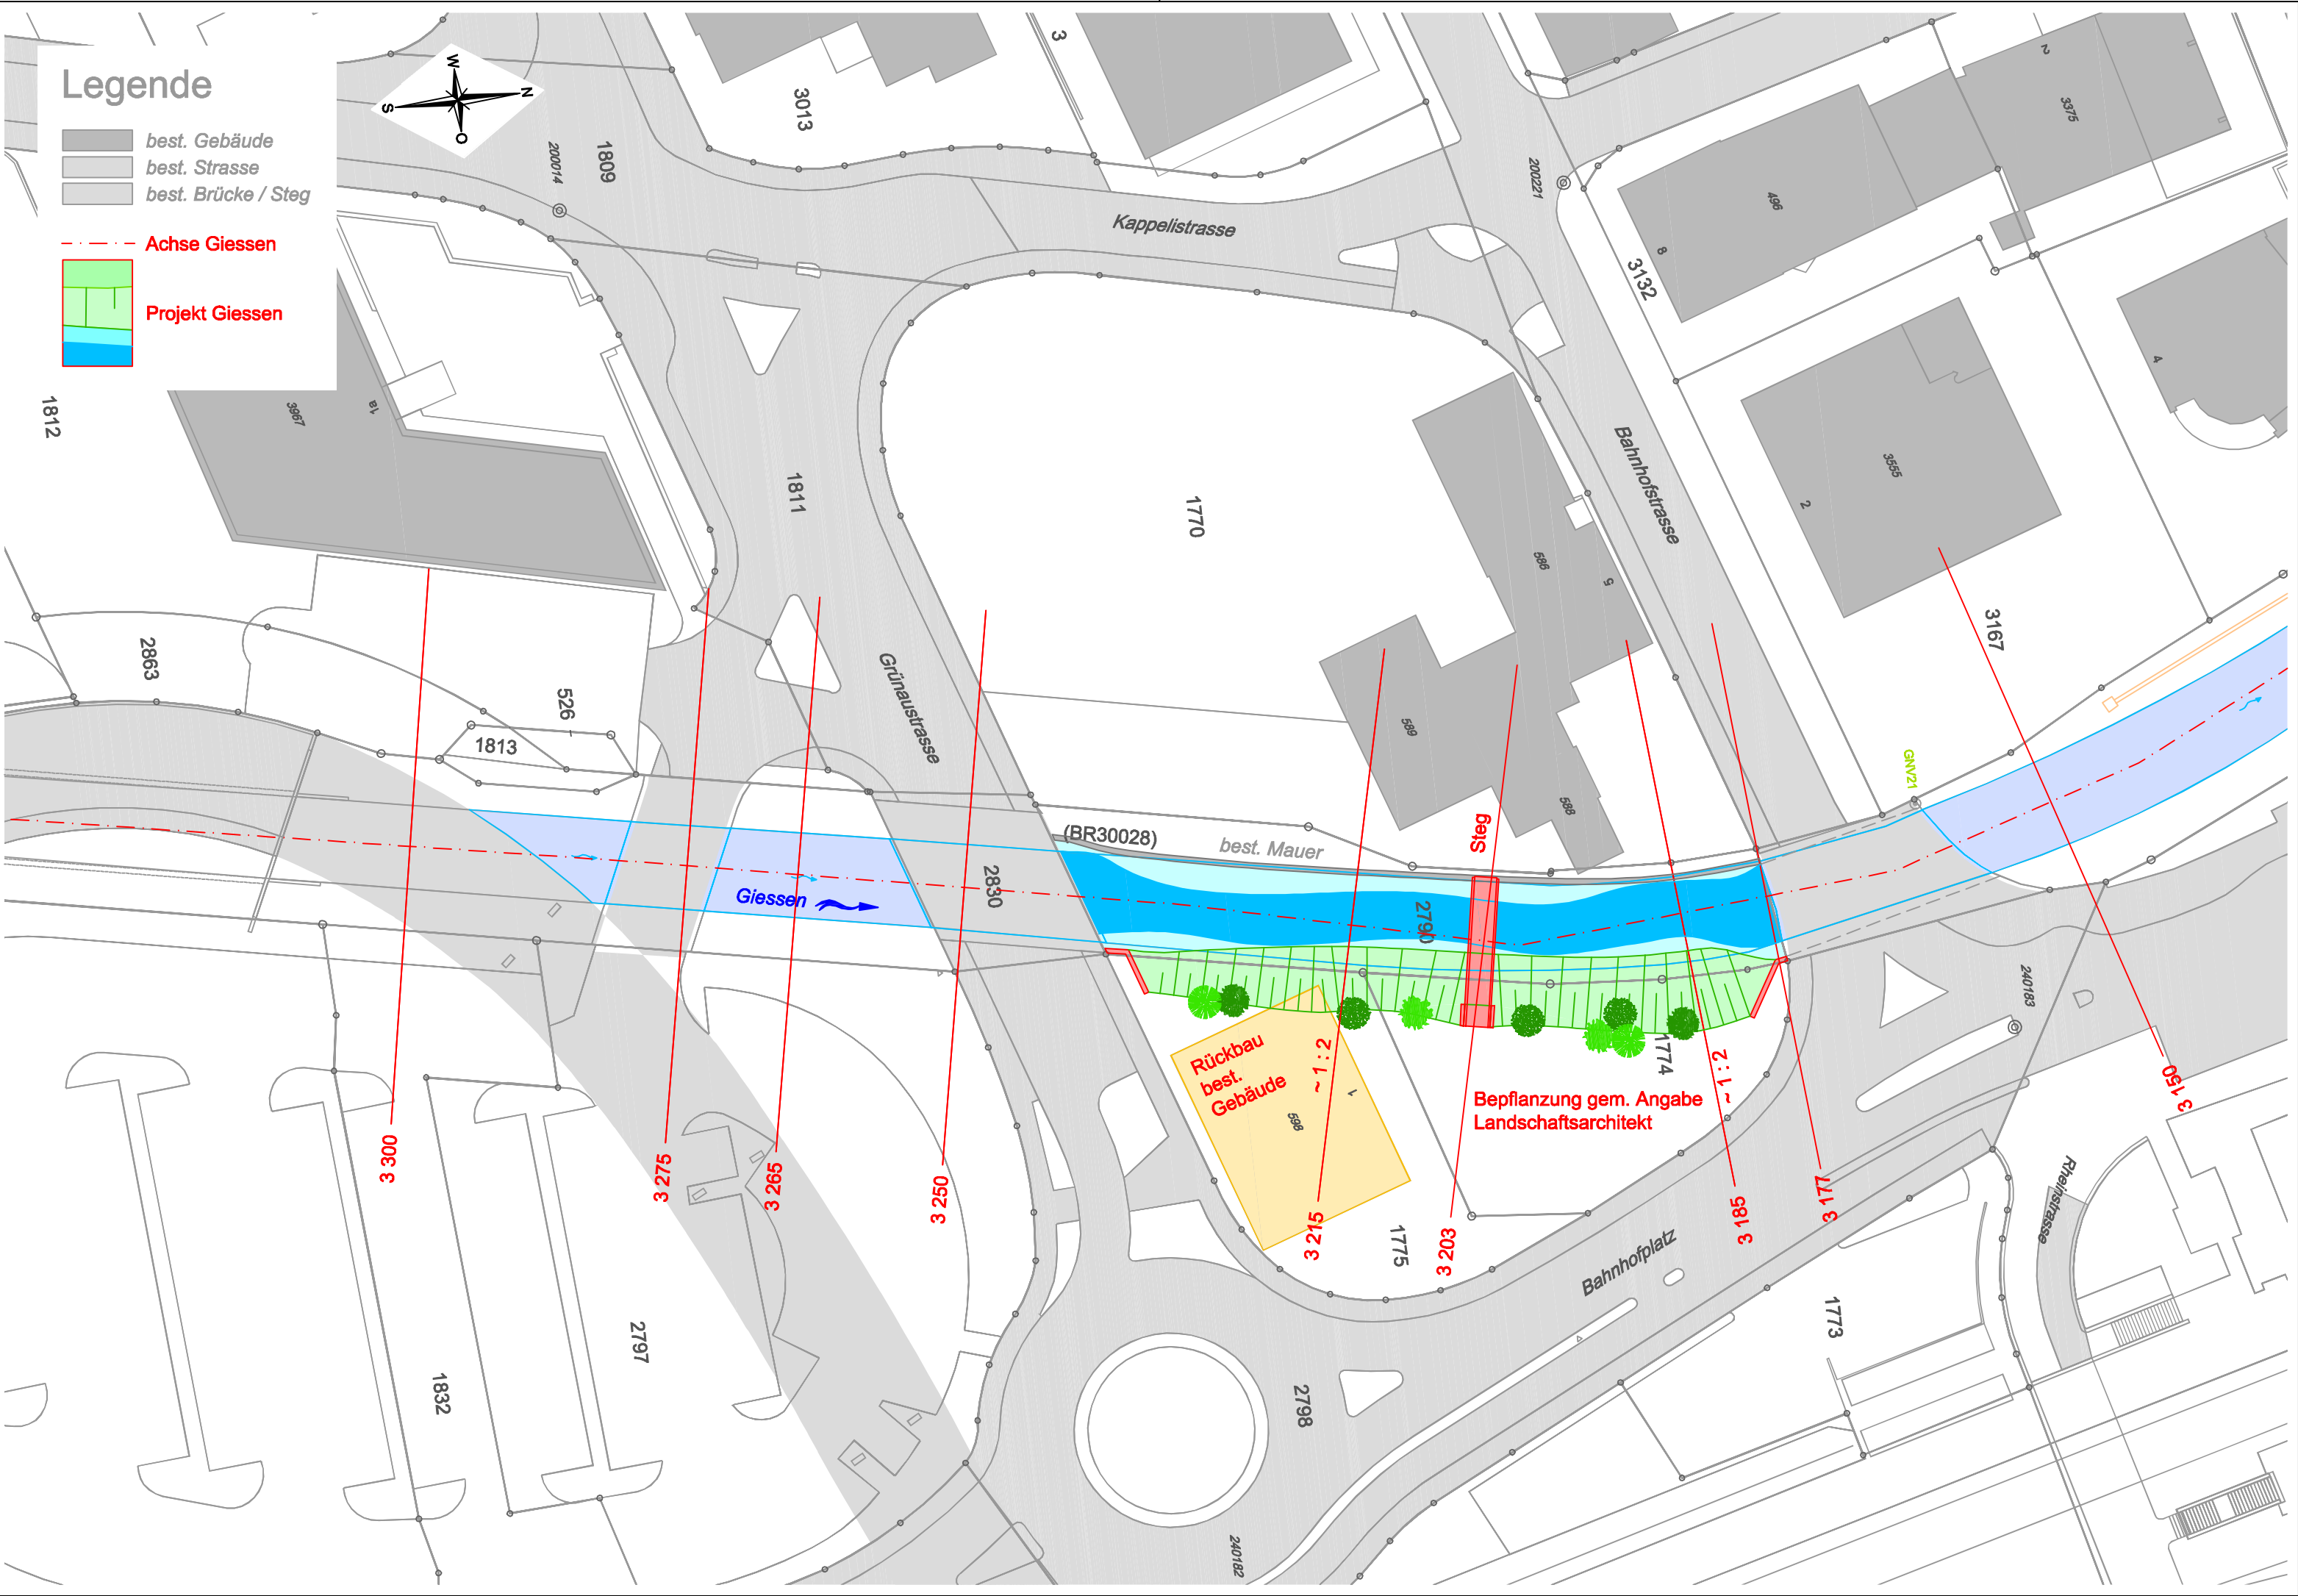 Legende
best. Gebäude
best. Strasse
best. Brücke / Steg
Achse Giessen
Projekt Giessen
W
N
S
O
200014
1809
3013
3
Kappelistrasse
200221
3132
496
8
3375
2
4
1812
3967
1a
1811
1770
Bahnhofstrasse
586
5
3555
2
3167
2863
526
1813
Grünaustrasse
589
588
Steg
GNV21
(BR30028)
best. Mauer
Giessen
2830
2790
240183
Rückbau
best.
Gebäude
598
1
~ 1 : 2
1774
~ 1 : 2
Bepflanzung gem. Angabe
Landschaftsarchitekt
3 300
3 275
3 265
3 250
3 215
3 203
3 185
3 177
3 150
1775
Bahnhofplatz
Rheinstrasse
1773
2797
1832
2798
240182